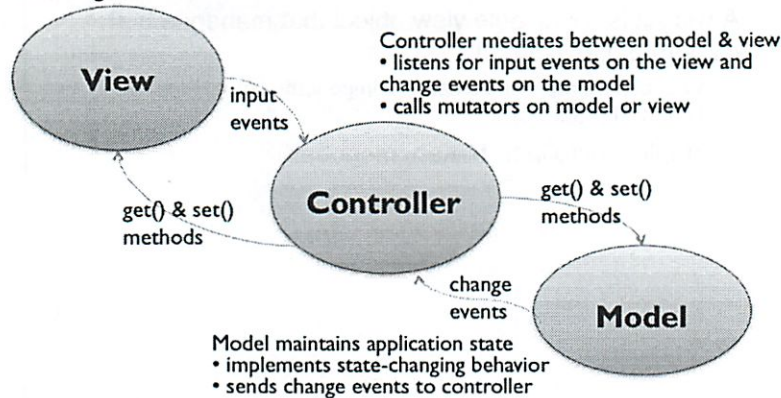 Controller mediates between model & view
• listens for input events on the view and
change events on the model
• calls mutators on model or view
View
input
events
Controller
get() & set()
methods
get() & set()
methods
change
events
Model
Model maintains application state
• implements state-changing behavior
• sends change events to controller